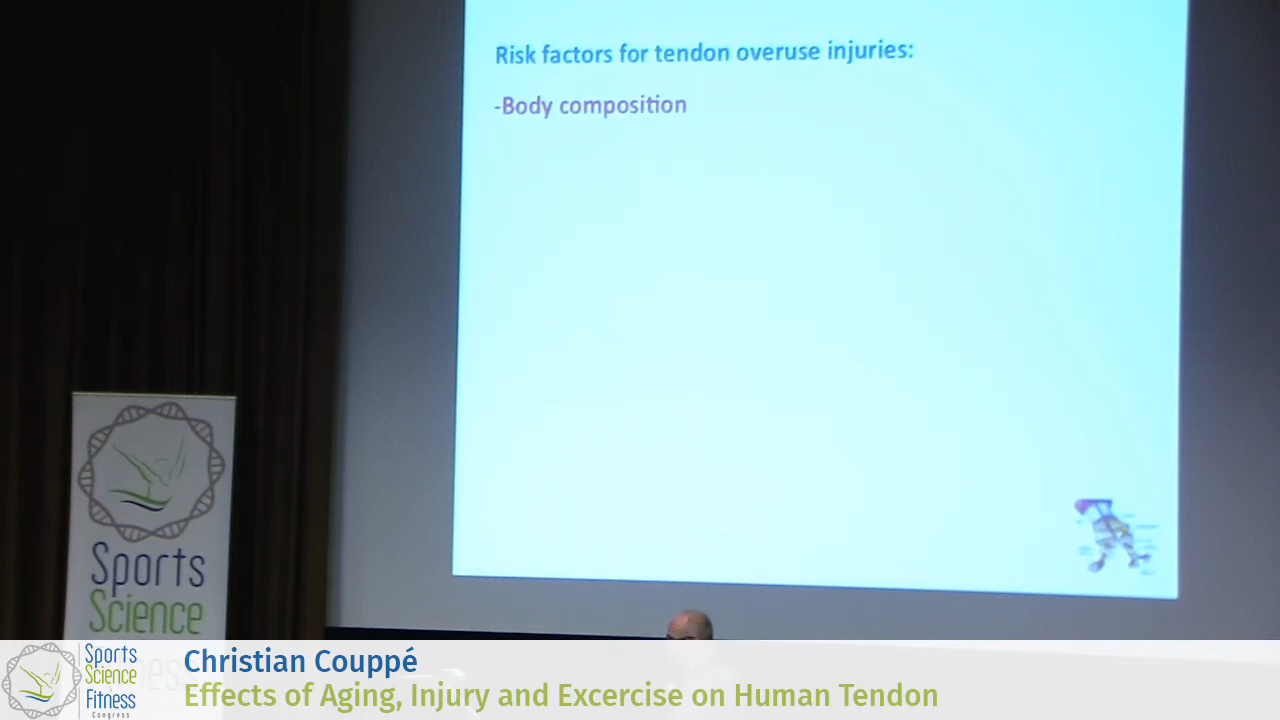 Risk factors for tendon overuse injuries:
-Body composition
Sports
Science
Sports
Science
Fitness
Congress
Christian Couppé
Effects of Aging, Injury and Excercise on Human Tendon